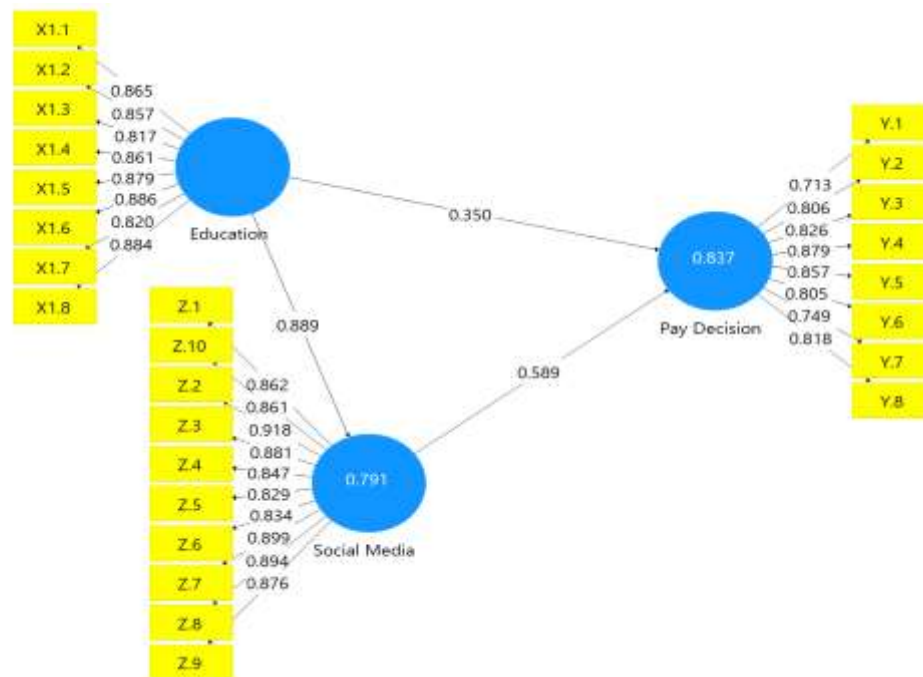 X1.1
X1.2
X1.3
X1.4
X1.5
X1.6
X1.7
X1.8
0.865
0.857
0.817
0.861
0.879
0.886
0.820
0.884
Education
0.350
0.889
0.589
Y.1
Y.2
Y.3
Y.4
Y.5
Y.6
Y.7
Y.8
0.713
0.806
0.826
0.879
0.857
0.805
0.749
0.818
0.837
Pay Decision
Z.1
Z.10
Z.2
Z.3
Z.4
Z.5
Z.6
Z.7
Z.8
Z.9
0.862
0.861
0.918
0.881
0.847
0.829
0.834
0.899
0.894
0.876
0.791
Social Media